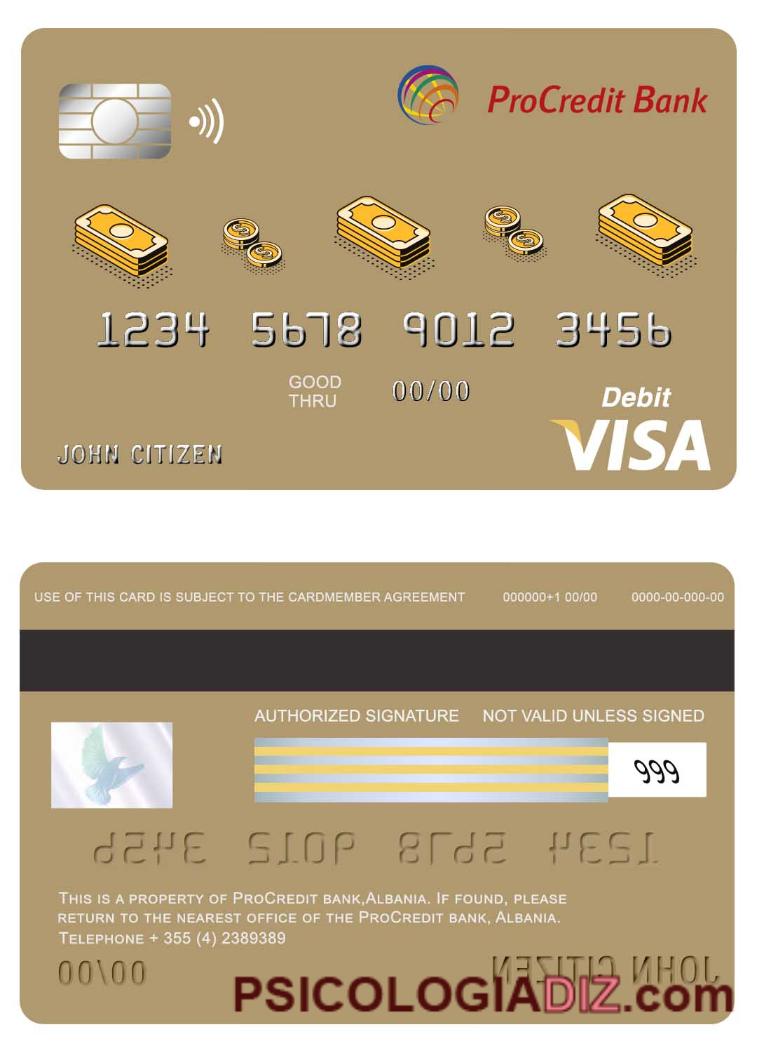 ProCredit Bank
1234 5678 9012 3456
GOOD THRU 00/00
Debit
VISA
JOHN CITIZEN
USE OF THIS CARD IS SUBJECT TO THE CARDMEMBER AGREEMENT 000000+1 00/00 0000-00-000-00
AUTHORIZED SIGNATURE NOT VALID UNLESS SIGNED
999
1234 5678 9012 3456
THIS IS A PROPERTY OF PROCREDIT BANK,ALBANIA. IF FOUND, PLEASE
RETURN TO THE NEAREST OFFICE OF THE PROCREDIT BANK, ALBANIA.
TELEPHONE + 355 (4) 2389389
00/00 JOHN CITIZEN
PSICOLOGIADIZ.com